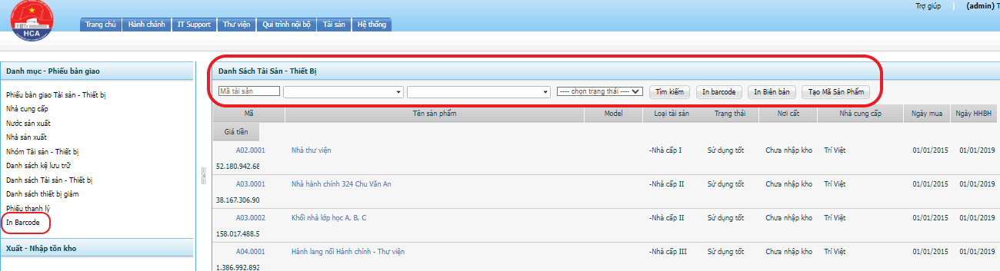 Trợ giúp | (admin) T
HCA
Trang chủ Hành chánh IT Support Thư viện Qui trình nội bộ Tài sản Hệ thống
Danh mục - Phiếu bàn giao
Phiếu bàn giao Tài sản - Thiết bị
Nhà cung cấp
Nước sản xuất
Nhà sản xuất
Nhóm Tài sản - Thiết bị
Danh sách kệ lưu trữ
Danh sách Tài sản - Thiết bị
Danh sách thiết bị giảm
Phiếu thanh lý
In Barcode
Xuất - Nhập tồn kho
Danh Sách Tài Sản - Thiết Bị
Mã tài sản ---- chọn trạng thái ---- Tìm kiếm In barcode In Biên bản Tạo Mã Sản Phẩm
Mã Tên sản phẩm Model Loại tài sản Trạng thái Nơi cất Nhà cung cấp Ngày mua Ngày HHBH
Giá tiền
A02.0001 Nhà thư viện -Nhà cấp I Sử dụng tốt Chưa nhập kho Trí Việt 01/01/2015 01/01/2019
52.180.942.68
A03.0001 Nhà hành chính 324 Chu Văn An -Nhà cấp II Sử dụng tốt Chưa nhập kho Trí Việt 01/01/2015 01/01/2019
38.167.306.90
A03.0002 Khối nhà lớp học A, B, C -Nhà cấp II Sử dụng tốt Chưa nhập kho Trí Việt 01/01/2015 01/01/2019
158.017.488.5
A04.0001 Hành lang nối Hành chính - Thư viện -Nhà cấp III Sử dụng tốt Chưa nhập kho Trí Việt 01/01/2015 01/01/2019
1.386.992.892